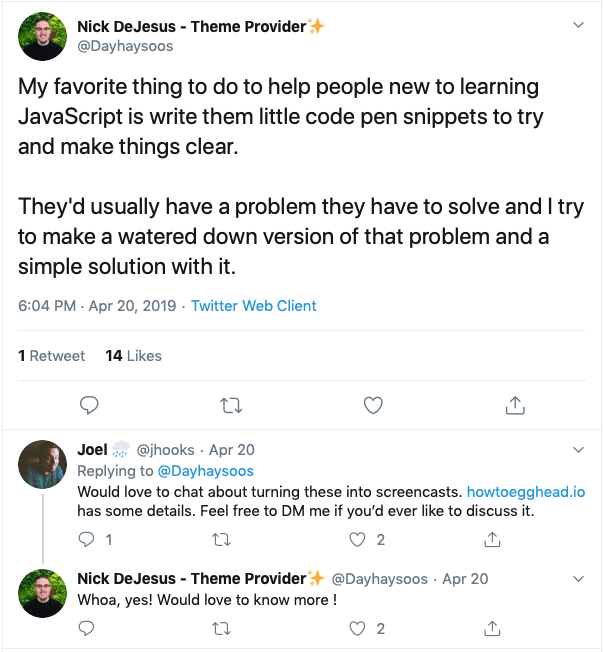 Nick DeJesus - Theme Provider✨
@Dayhaysoos
My favorite thing to do to help people new to learning
JavaScript is write them little code pen snippets to try
and make things clear.
They'd usually have a problem they have to solve and I try
to make a watered down version of that problem and a
simple solution with it.
6:04 PM · Apr 20, 2019 · Twitter Web Client
1 Retweet 14 Likes
Joel 🌧 @jhooks · Apr 20
Replying to @Dayhaysoos
Would love to chat about turning these into screencasts. howtoegghead.io
has some details. Feel free to DM me if you’d ever like to discuss it.
1 2
Nick DeJesus - Theme Provider✨ @Dayhaysoos · Apr 20
Whoa, yes! Would love to know more !
2